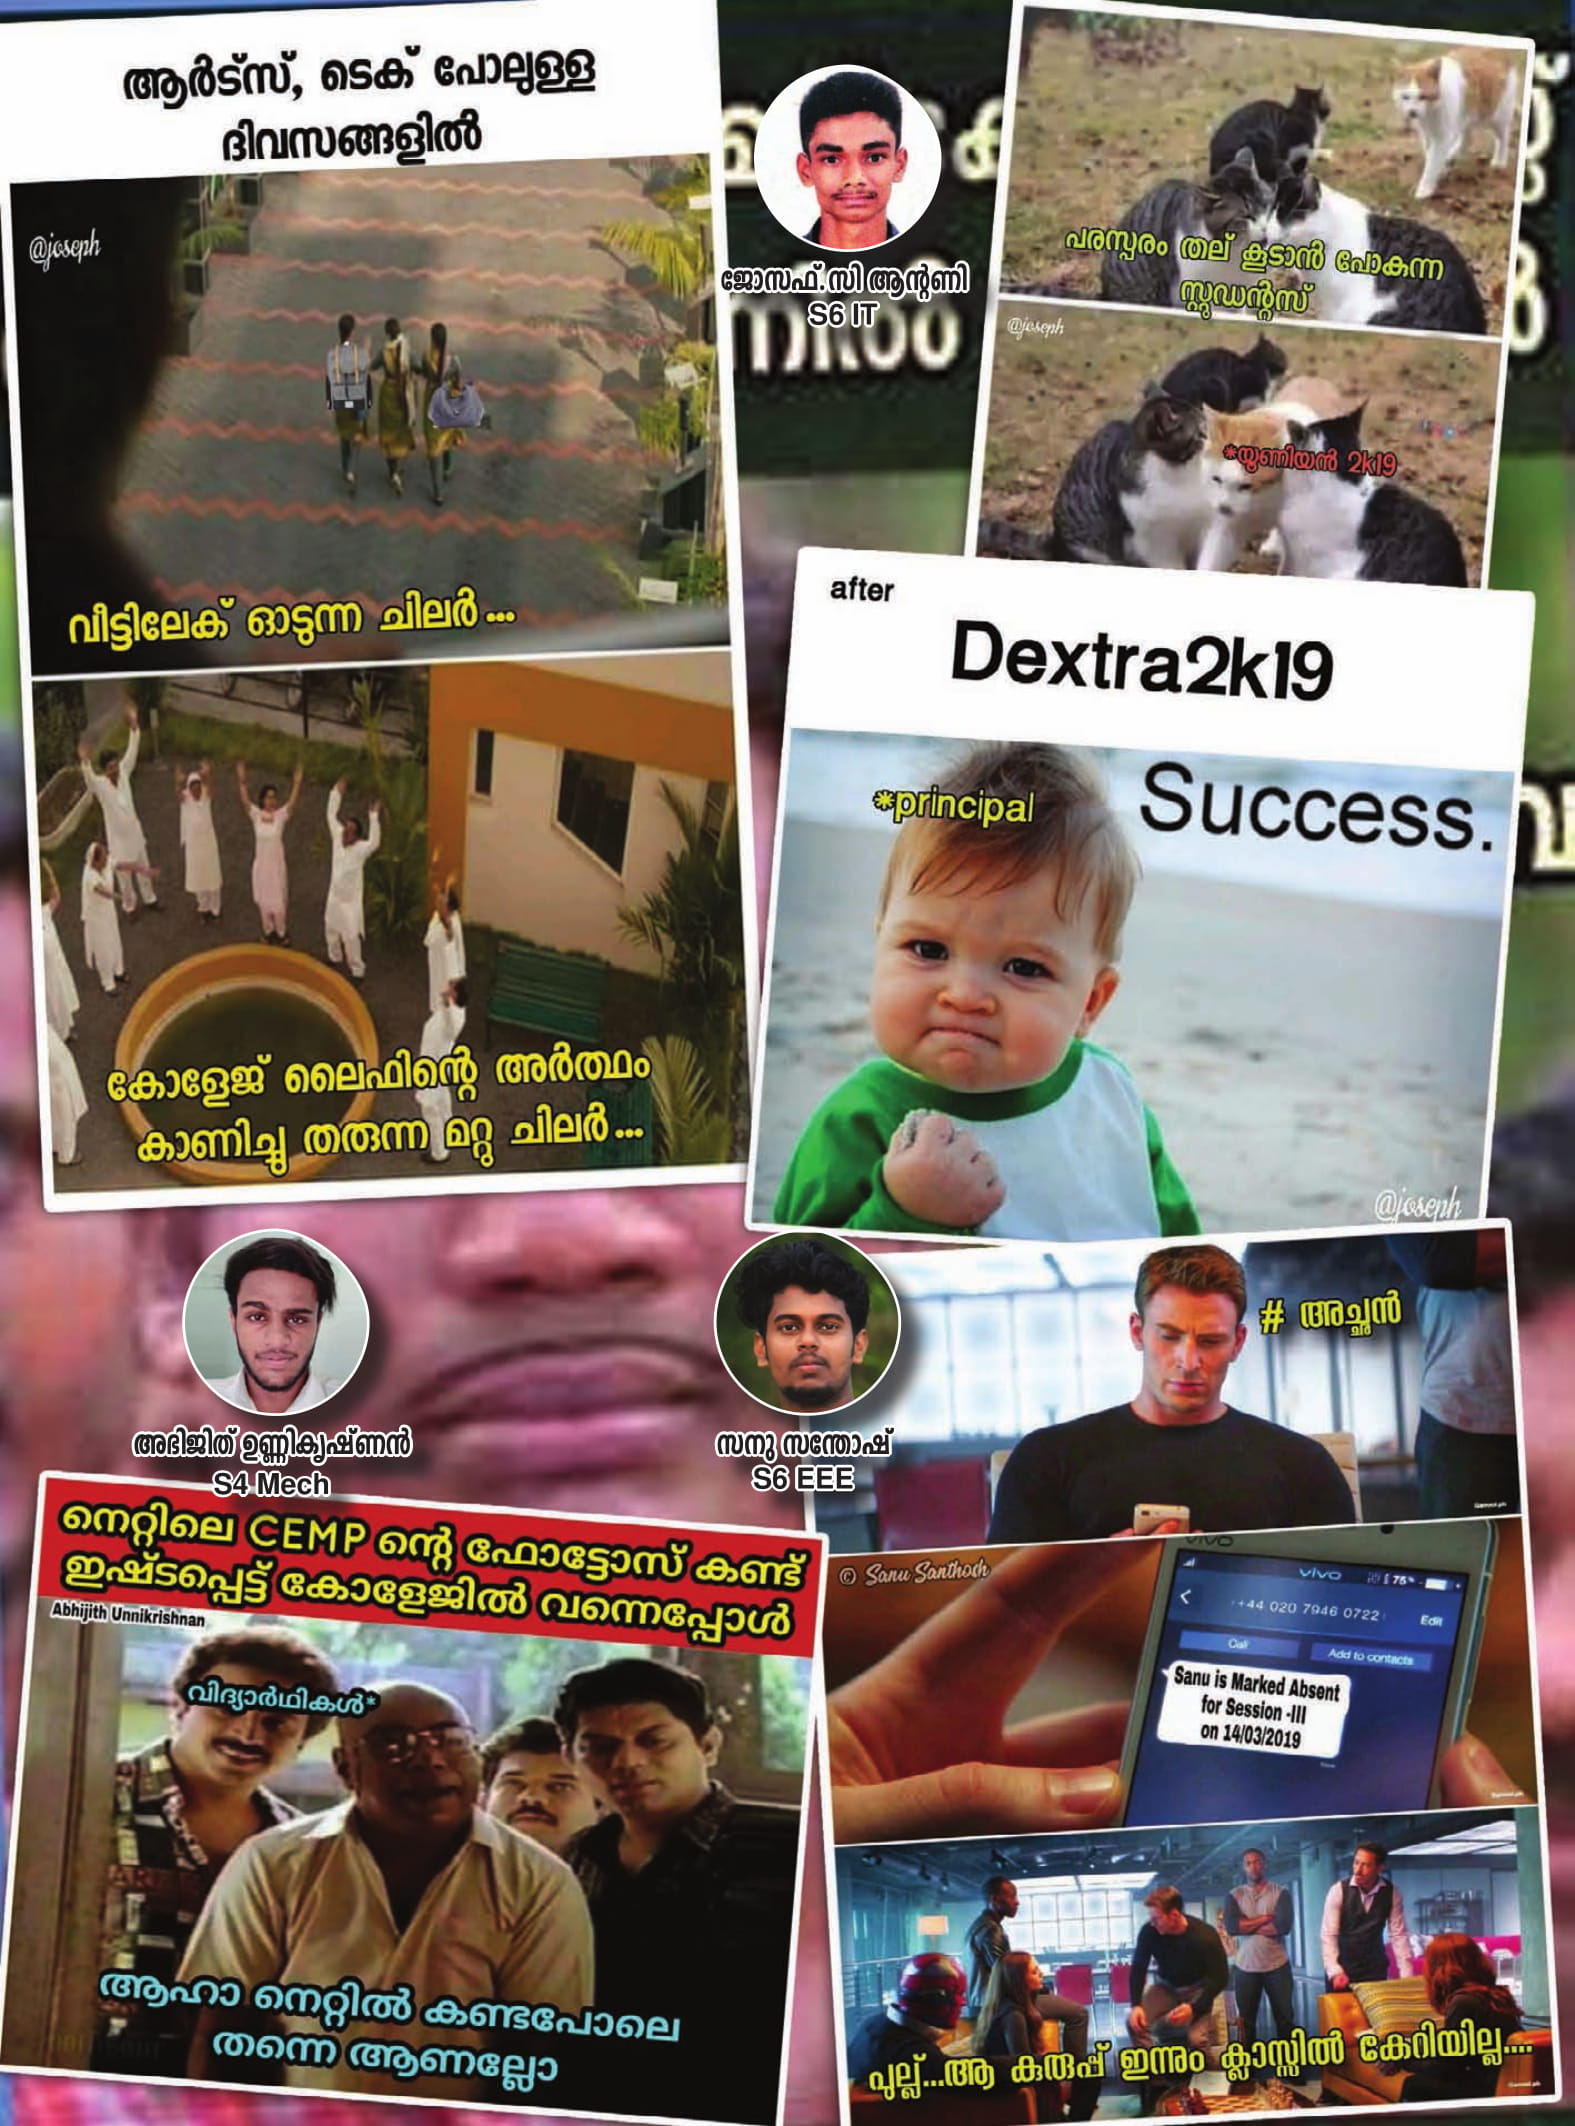 ആർട്സ്, ടെക് പോലുള്ള
ദിവസങ്ങളിൽ
@joseph
വീട്ടിലേക് ഓടുന്ന ചിലർ...
കോളേജ് ലൈഫിന്റെ അർത്ഥം
കാണിച്ചു തരുന്ന മറ്റു ചിലർ...
ജോസഫ്.സി ആന്റണി
S6 IT
പരസ്പരം തല് കൂടാൻ പോകുന്ന
സ്റ്റുഡന്റസ്
@joseph
*യൂണിയൻ 2k19
after
Dextra2k19
*principal
Success.
@joseph
അഭിജിത് ഉണ്ണികൃഷ്ണൻ
S4 Mech
സനു സന്തോഷ്
S6 EEE
നെറ്റിലെ CEMP ന്റെ ഫോട്ടോസ് കണ്ട്
ഇഷ്ടപ്പെട്ട് കോളേജിൽ വന്നെപ്പോൾ
Abhijith Unnikrishnan
വിദ്യാർഥികൾ*
ആഹാ നെറ്റിൽ കണ്ടപോലെ
തന്നെ ആണല്ലോ
# അച്ഛൻ
© Sanu Santhosh
vivo
75%
+44 020 7946 0722
Edit
Call
Add to contacts
Sanu is Marked Absent
for Session -III
on 14/03/2019
പുല്ല്...ആ കുരുപ്പ് ഇന്നും ക്ലാസ്സിൽ കേറിയില്ല....